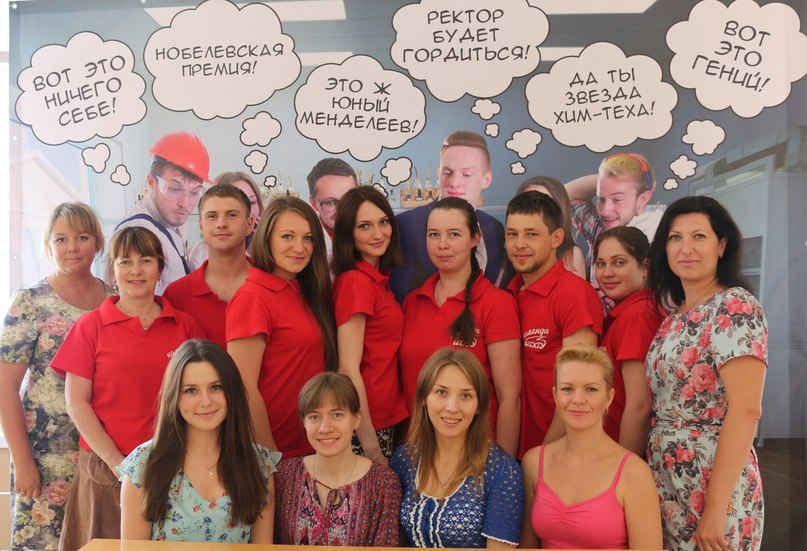 ВОТ ЭТО
НИЧЕГО
СЕБЕ!
НОБЕЛЕВСКАЯ
ПРЕМИЯ!
ЭТО Ж
ЮНЫЙ
МЕНДЕЛЕЕВ!
РЕКТОР
БУДЕТ
ГОРДИТЬСЯ!
ДА ТЫ
ЗВЕЗДА
ХИМ-ТЕХА!
ВОТ
ЭТО
ГЕНИЙ!
команда